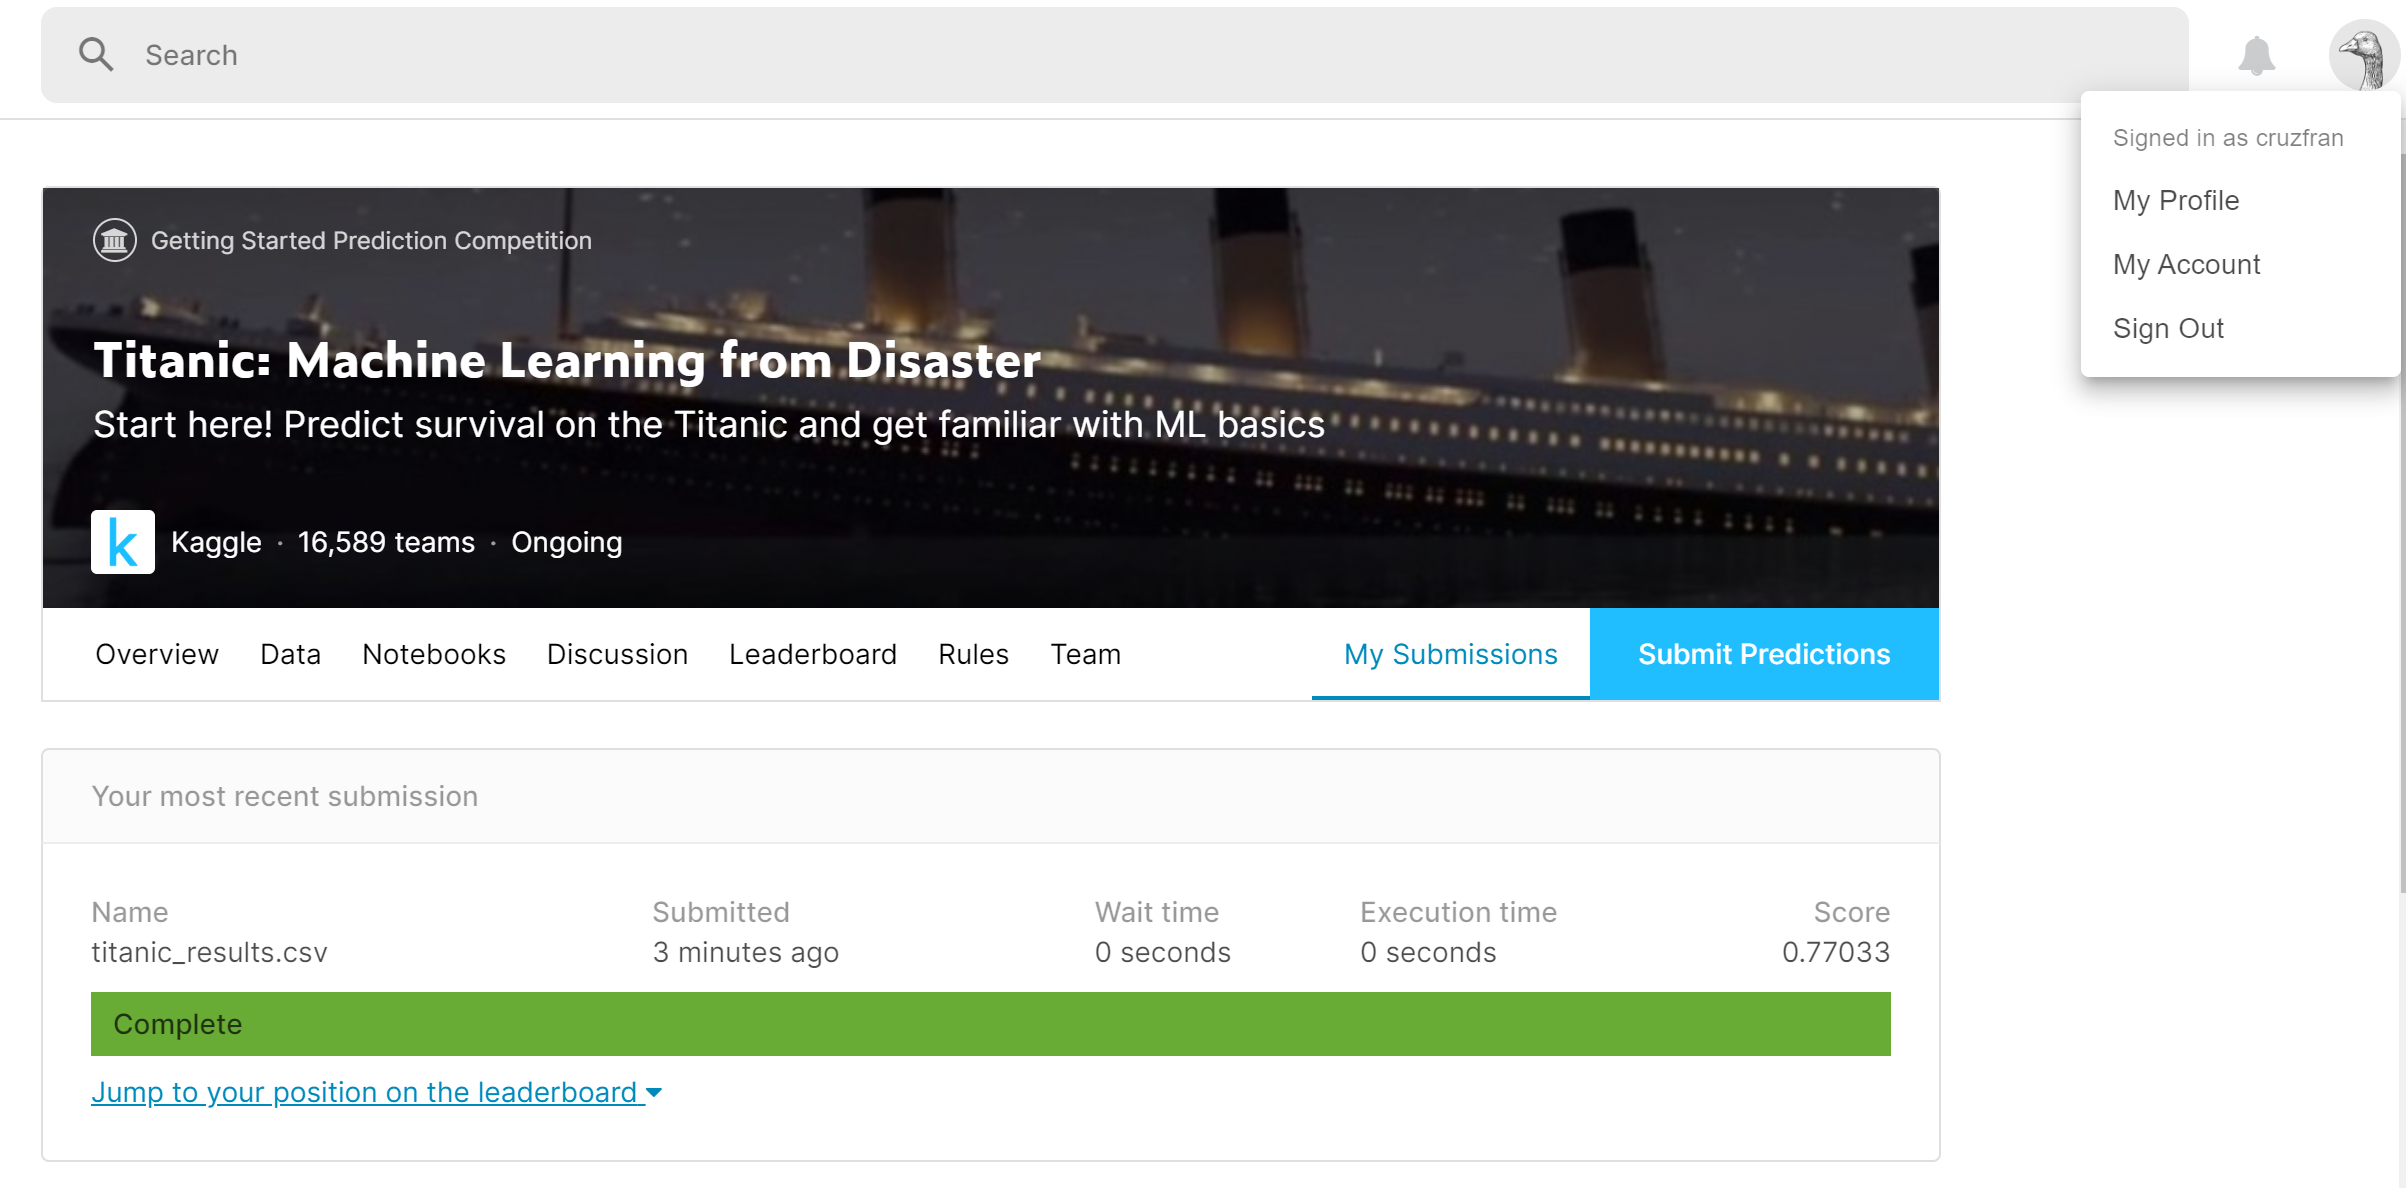 Search
Signed in as cruzfran
My Profile
My Account
Sign Out
Getting Started Prediction Competition
Titanic: Machine Learning from Disaster
Start here! Predict survival on the Titanic and get familiar with ML basics
k Kaggle · 16,589 teams · Ongoing
Overview Data Notebooks Discussion Leaderboard Rules Team My Submissions Submit Predictions
Your most recent submission
Name Submitted Wait time Execution time Score
titanic_results.csv 3 minutes ago 0 seconds 0 seconds 0.77033
Complete
Jump to your position on the leaderboard